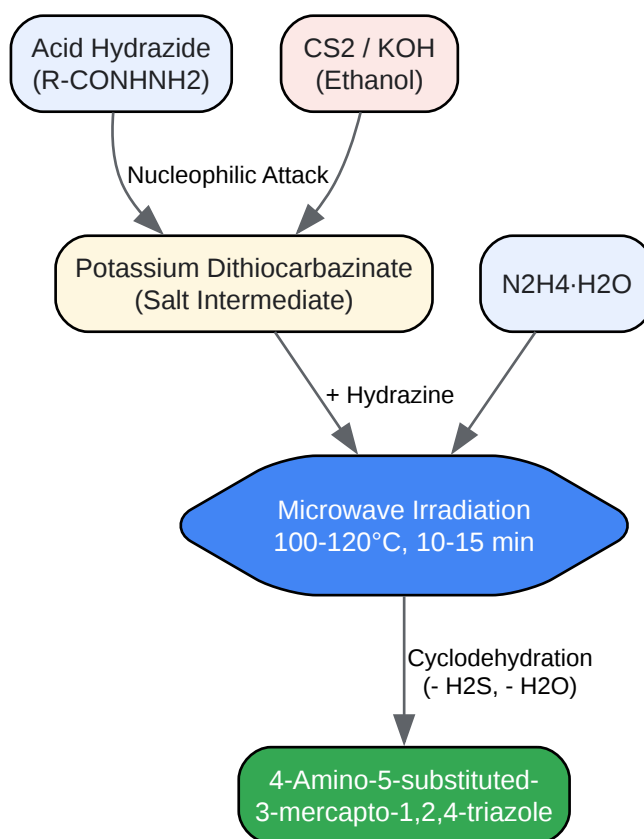 Acid Hydrazide
(R-CONHNH2)
CS2 / KOH
(Ethanol)
Nucleophilic Attack
Potassium Dithiocarbazinate
(Salt Intermediate)
N2H4·H2O
+ Hydrazine
Microwave Irradiation
100-120°C, 10-15 min
Cyclodehydration
(- H2S, - H2O)
4-Amino-5-substituted-
3-mercapto-1,2,4-triazole